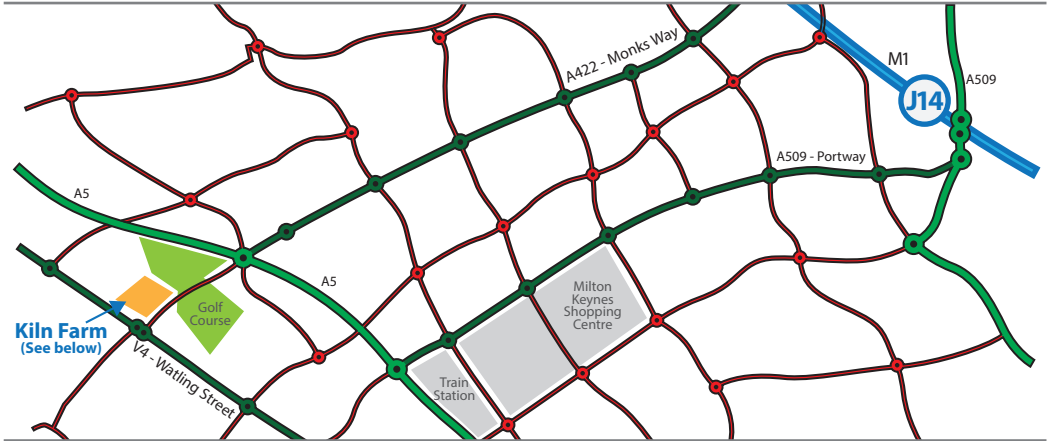 A422 - Monks Way
M1
J14
A509
A509 - Portway
A5
A5
Golf
Course
Milton
Keynes
Shopping
Centre
Kiln Farm
(See below)
V4 - Watling Street
Train
Station